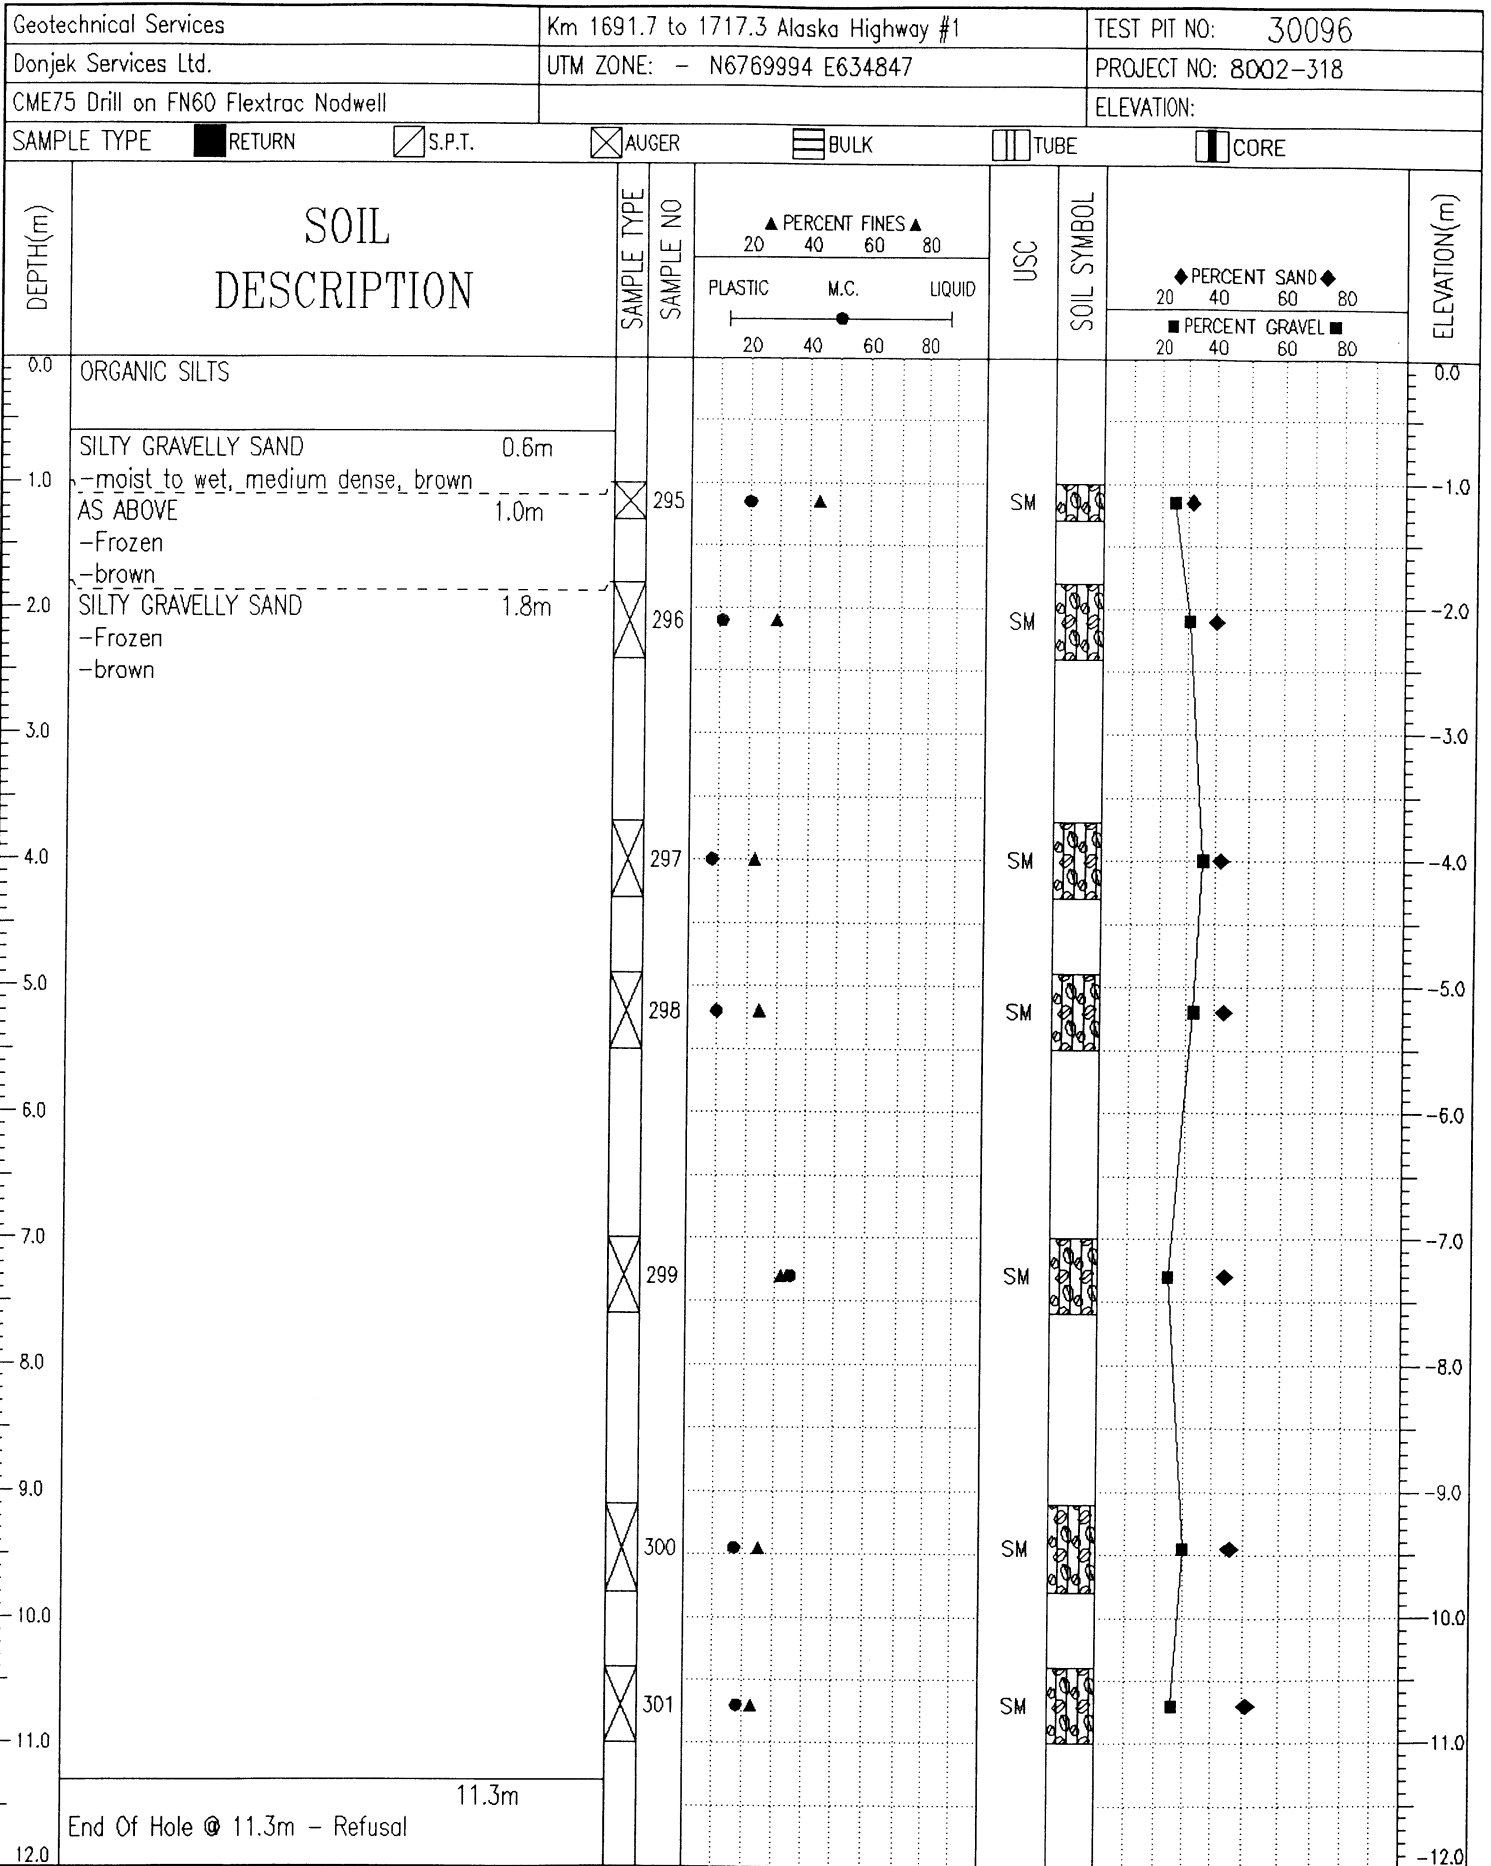 Geotechnical Services
Km 1691.7 to 1717.3 Alaska Highway #1
TEST PIT NO: 30096
Donjek Services Ltd.
UTM ZONE: – N6769994 E634847
PROJECT NO: 8002–318
CME75 Drill on FN60 Flextrac Nodwell
ELEVATION:
SAMPLE TYPE RETURN S.P.T. AUGER BULK TUBE CORE
DEPTH(m)
SOIL
DESCRIPTION
SAMPLE TYPE
SAMPLE NO
▲ PERCENT FINES ▲
20 40 60 80
PLASTIC M.C. LIQUID
20 40 60 80
USC
SOIL SYMBOL
◆ PERCENT SAND ◆
20 40 60 80
■ PERCENT GRAVEL ■
20 40 60 80
ELEVATION(m)
0.0
ORGANIC SILTS
0.0
SILTY GRAVELLY SAND 0.6m
–moist to wet, medium dense, brown
1.0
–1.0
AS ABOVE 1.0m
295
SM
–Frozen
–brown
SILTY GRAVELLY SAND 1.8m
2.0
–2.0
296
SM
–Frozen
–brown
3.0
–3.0
4.0
297
SM
–4.0
5.0
–5.0
298
SM
6.0
–6.0
7.0
–7.0
299
SM
8.0
–8.0
9.0
–9.0
300
SM
10.0
–10.0
301
SM
11.0
–11.0
11.3m
End Of Hole @ 11.3m – Refusal
12.0
–12.0